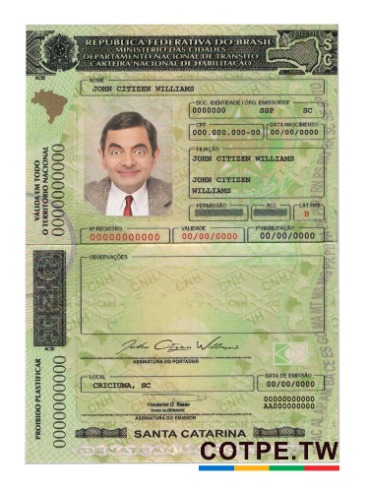 REPÚBLICA FEDERATIVA DO BRASIL
MINISTÉRIO DAS CIDADES
DEPARTAMENTO NACIONAL DE TRÂNSITO
CARTEIRA NACIONAL DE HABILITAÇÃO
SC
NOME
JOHN CITIZEN WILLIAMS
DOC. IDENTIDADE / ÓRG. EMISSOR/UF
0000000 SSP SC
CPF
DATA NASCIMENTO
000.000.000-00
00/00/0000
FILIAÇÃO
JOHN CITIZEN WILLIAMS
JOHN CITIZEN
WILLIAMS
PERMISSÃO
ACC
CAT.HAB
B
Nº REGISTRO
VALIDADE
1ª HABILITAÇÃO
00000000000
00/00/0000
00/00/0000
VÁLIDA EM TODO
O TERRITÓRIO NACIONAL
0000000000
OBSERVAÇÕES
John Citizen Williams
ASSINATURA DO PORTADOR
LOCAL
DATA DE EMISSÃO
CRICIUMA, SC
00/00/0000
00000000000
AA000000000
ASSINATURA DO EMISSOR
PROIBIDO PLASTIFICAR
0000000000
SANTA CATARINA
COTPE.TW